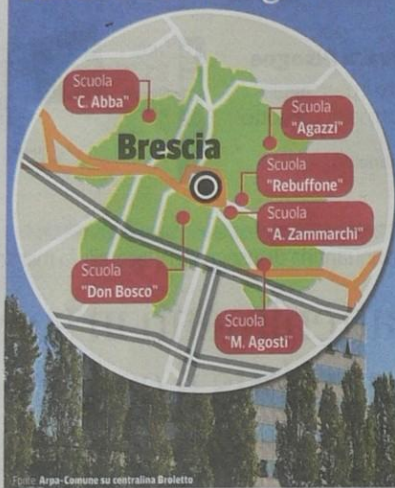 Scuola
"C. Abba"
Scuola
"Agazzi"
Brescia
Scuola
"Rebuffone"
Scuola
"A. Zammarchi"
Scuola
"Don Bosco"
Scuola
"M. Agosti"
Fonte Arpa-Comune su centralina Broletto